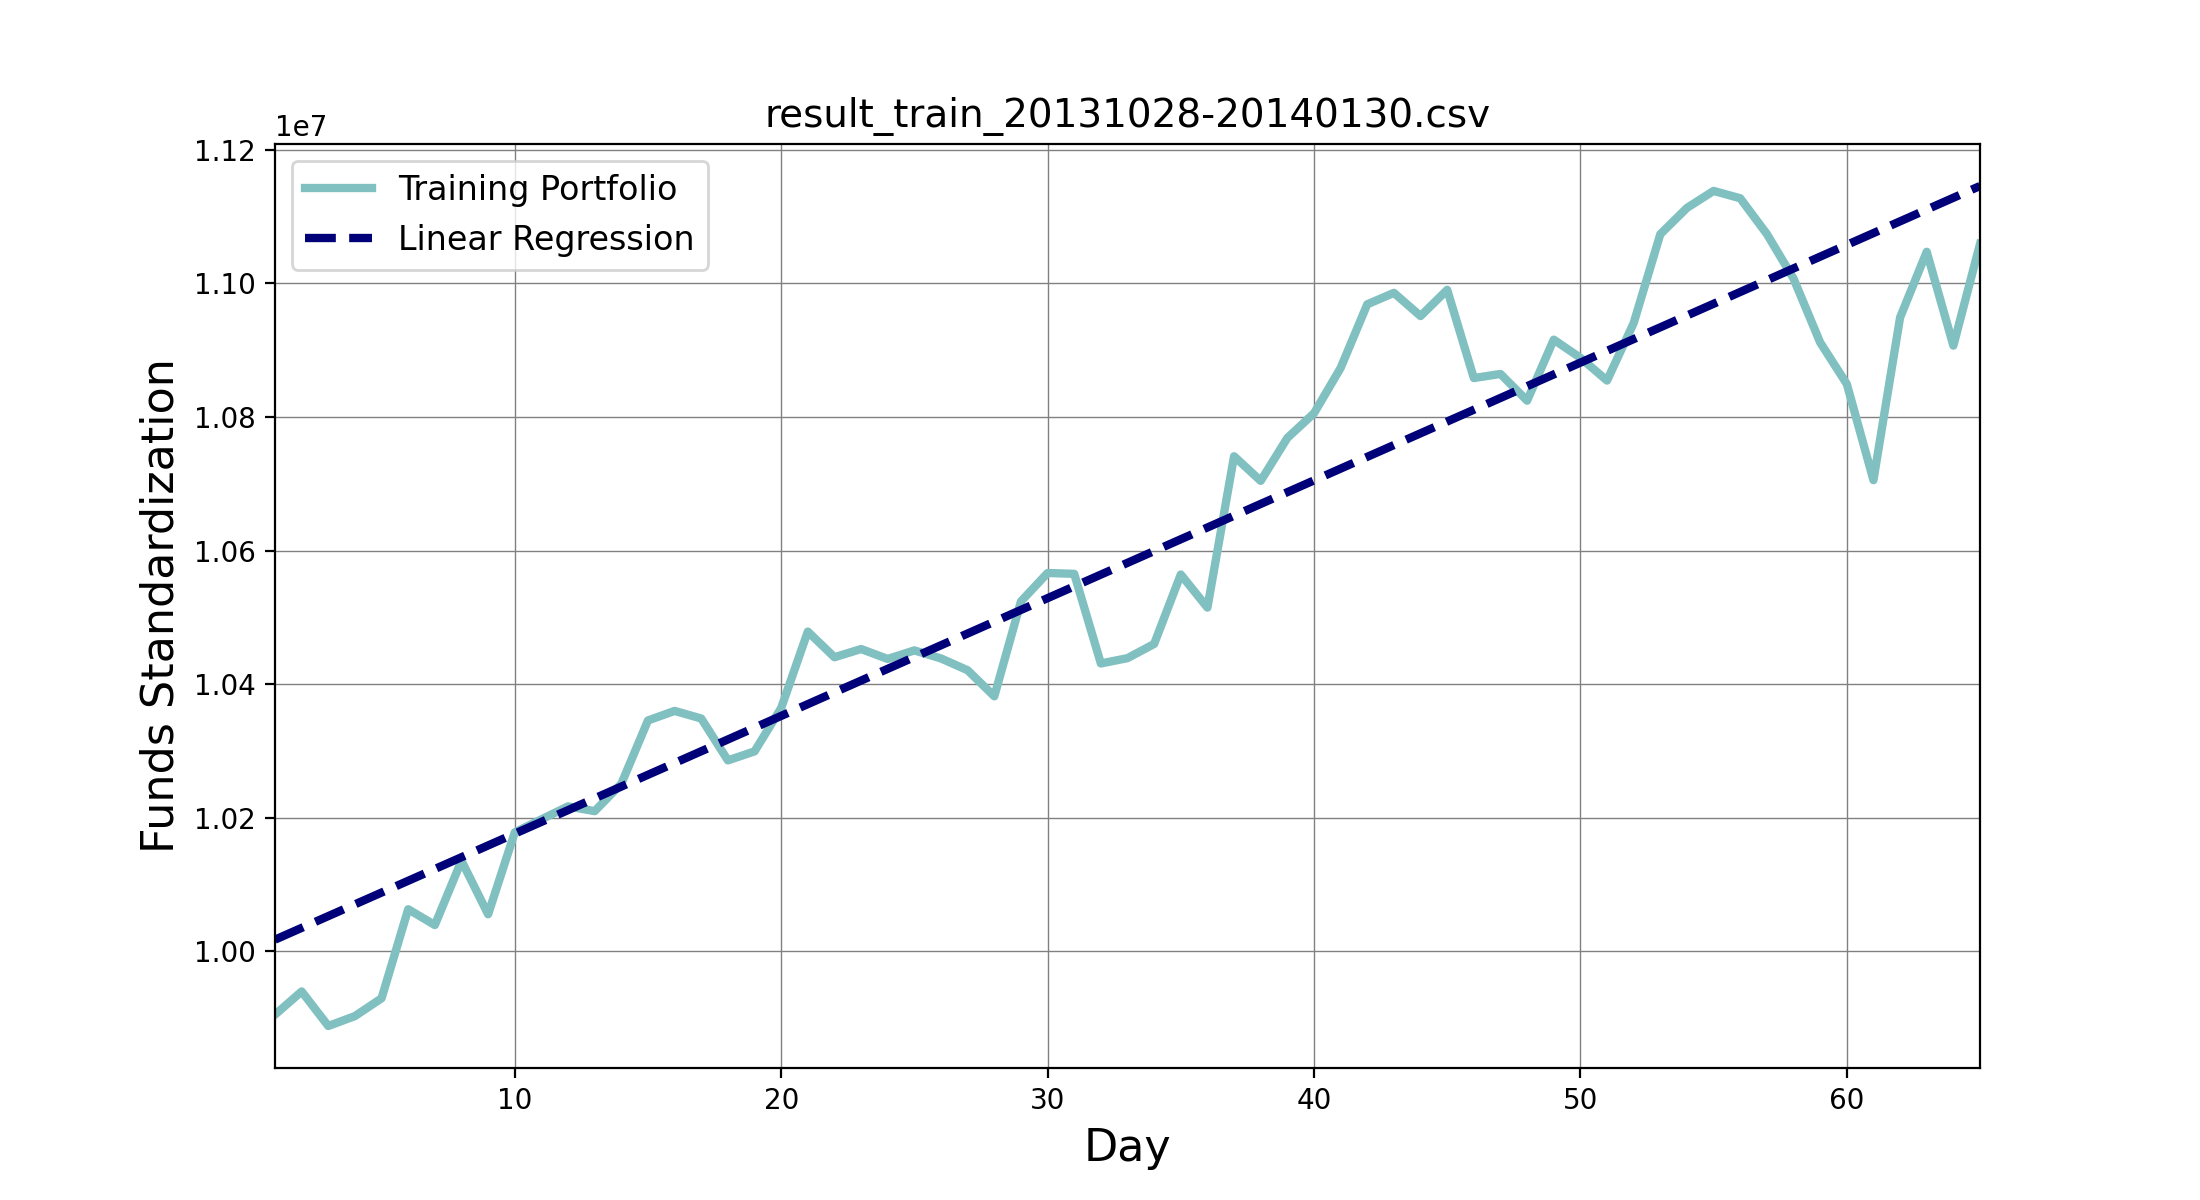 result_train_20131028-20140130.csv
1e7
Training Portfolio
Linear Regression
1.12
1.10
1.08
1.06
1.04
1.02
1.00
Funds Standardization
10 20 30 40 50 60
Day